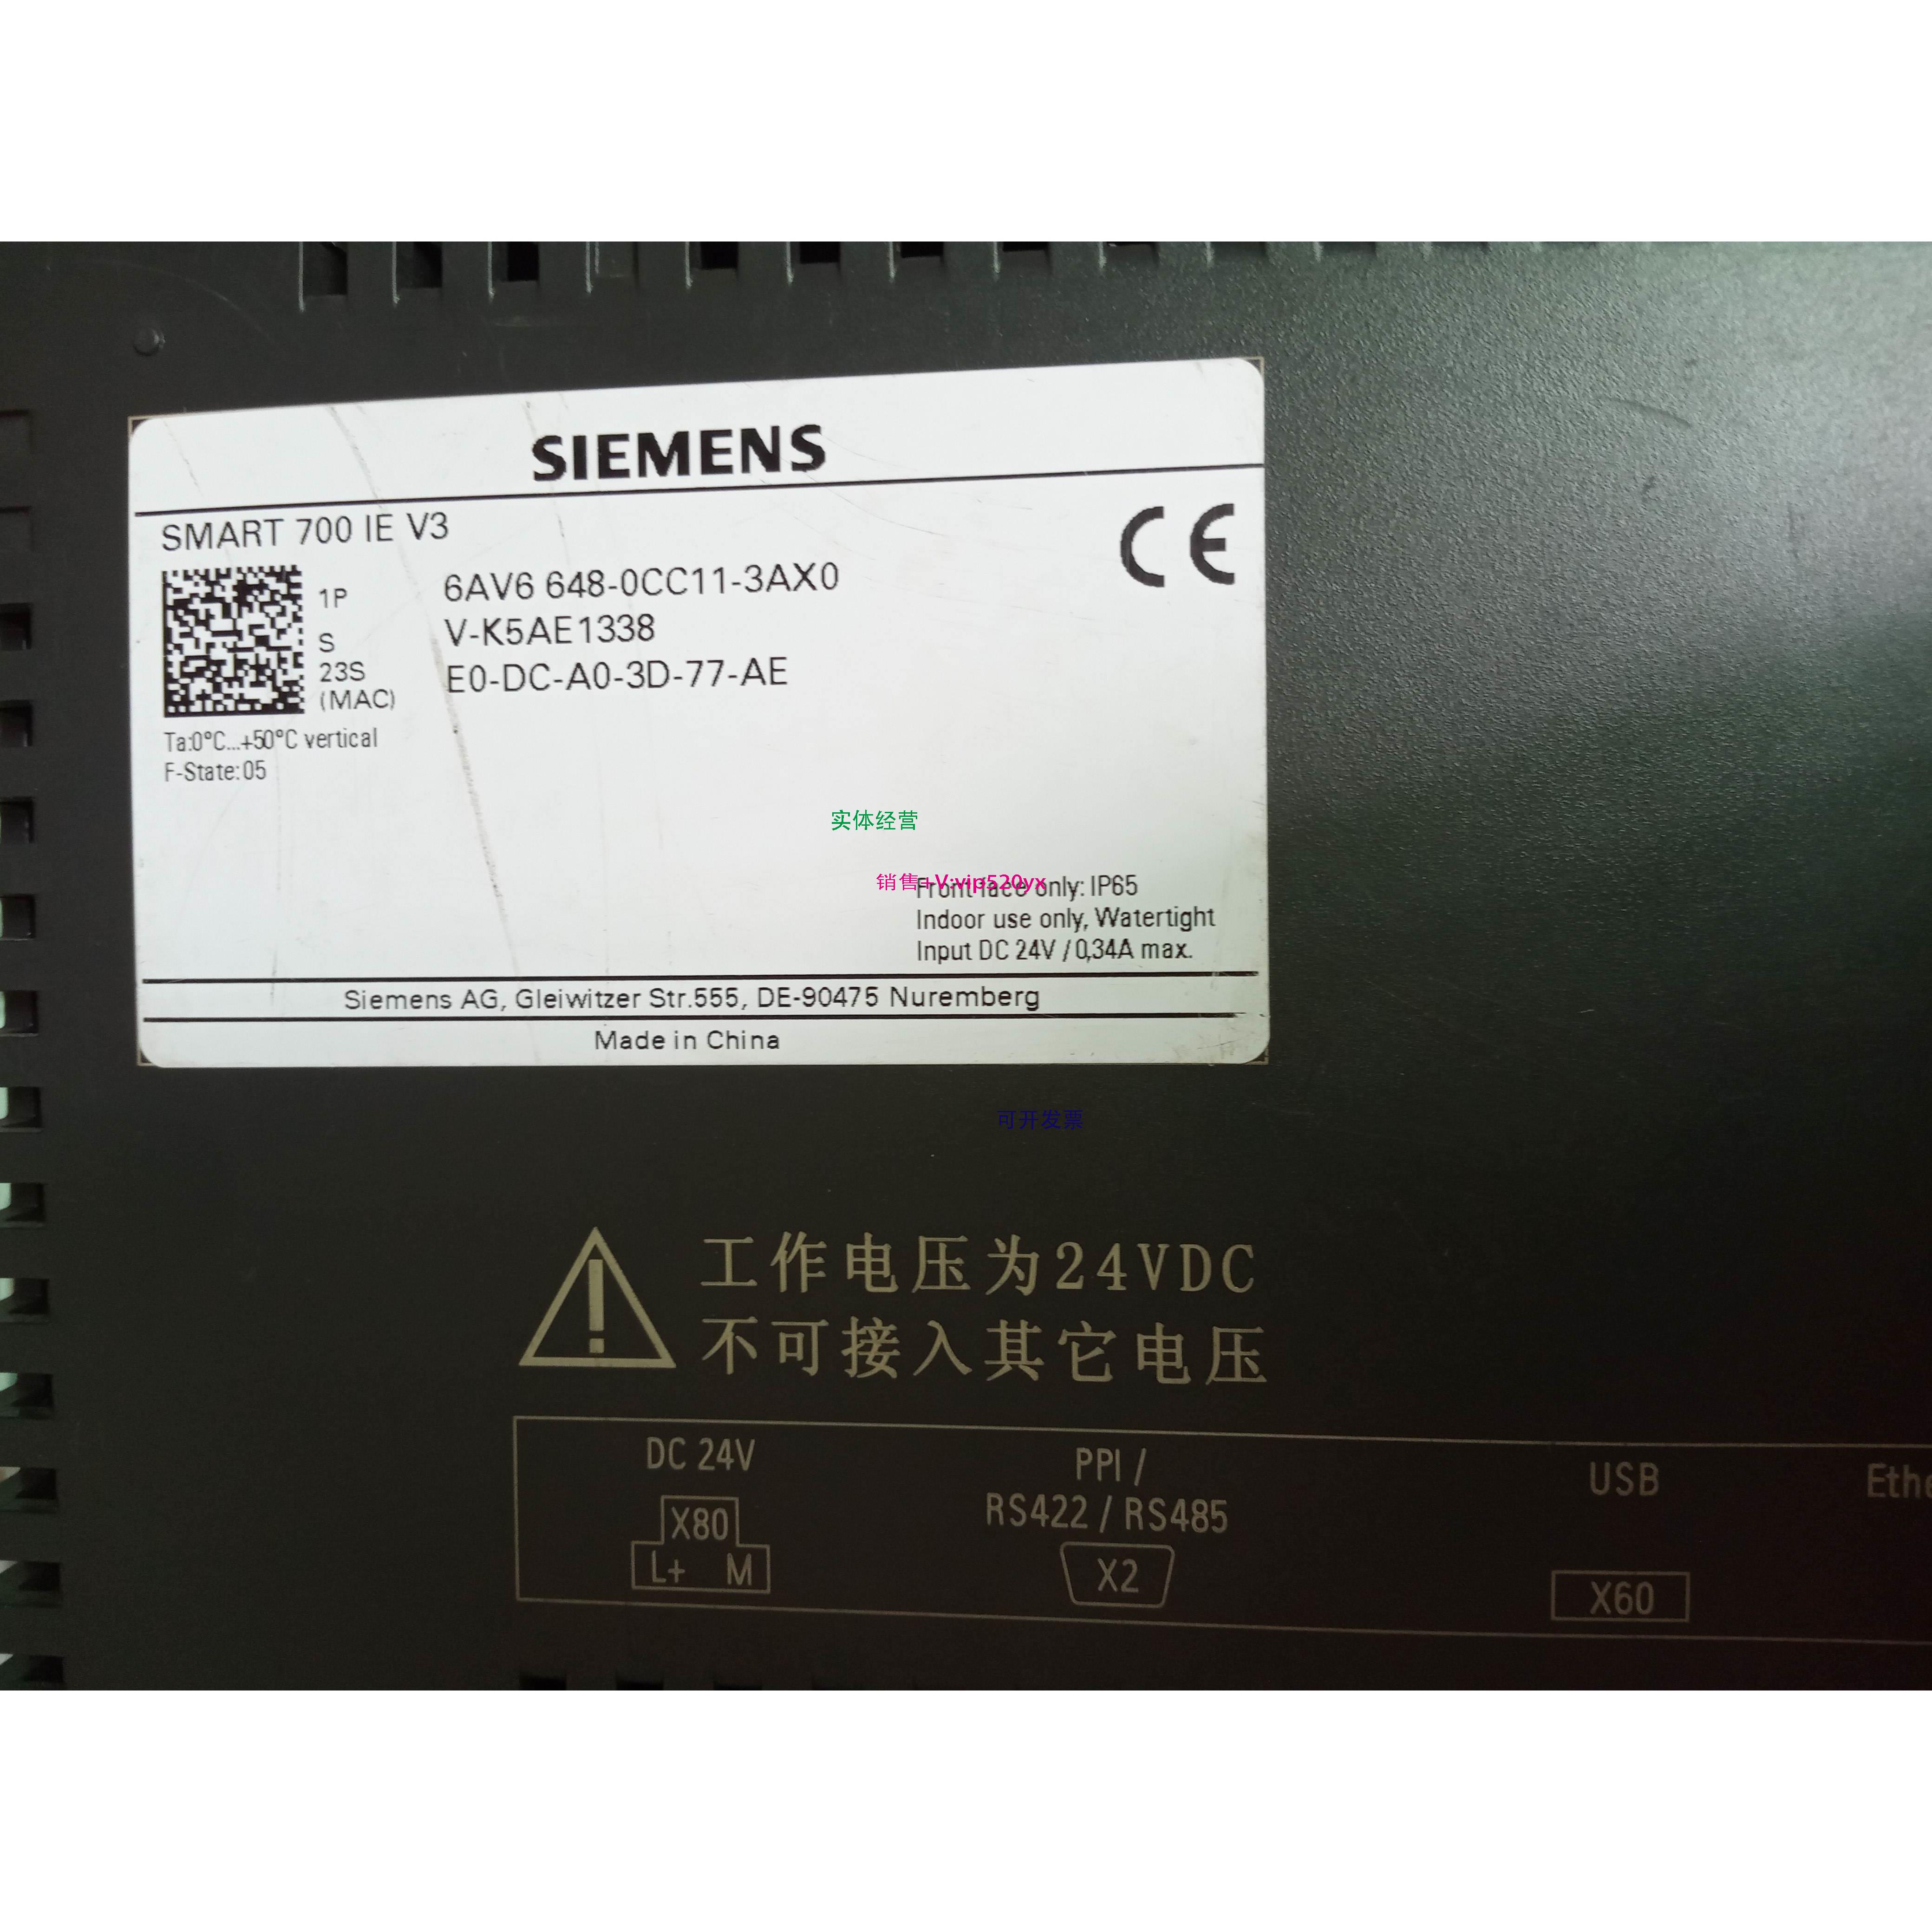 SIEMENS
SMART 700 IE V3
1P 6AV6 648-0CC11-3AX0
S V-K5AE1338
23S E0-DC-A0-3D-77-AE
(MAC)
Ta:0°C...+50°C vertical
F-State:05
CE
实体经营
销售+V:vip520yx
Front face only: IP65
Indoor use only, Watertight
Input DC 24V / 0,34A max.
Siemens AG, Gleiwitzer Str.555, DE-90475 Nuremberg
Made in China
可开发票
工作电压为24VDC
不可接入其它电压
DC 24V
X80
L+ M
PPI /
RS422 / RS485
X2
USB
X60
Ethe